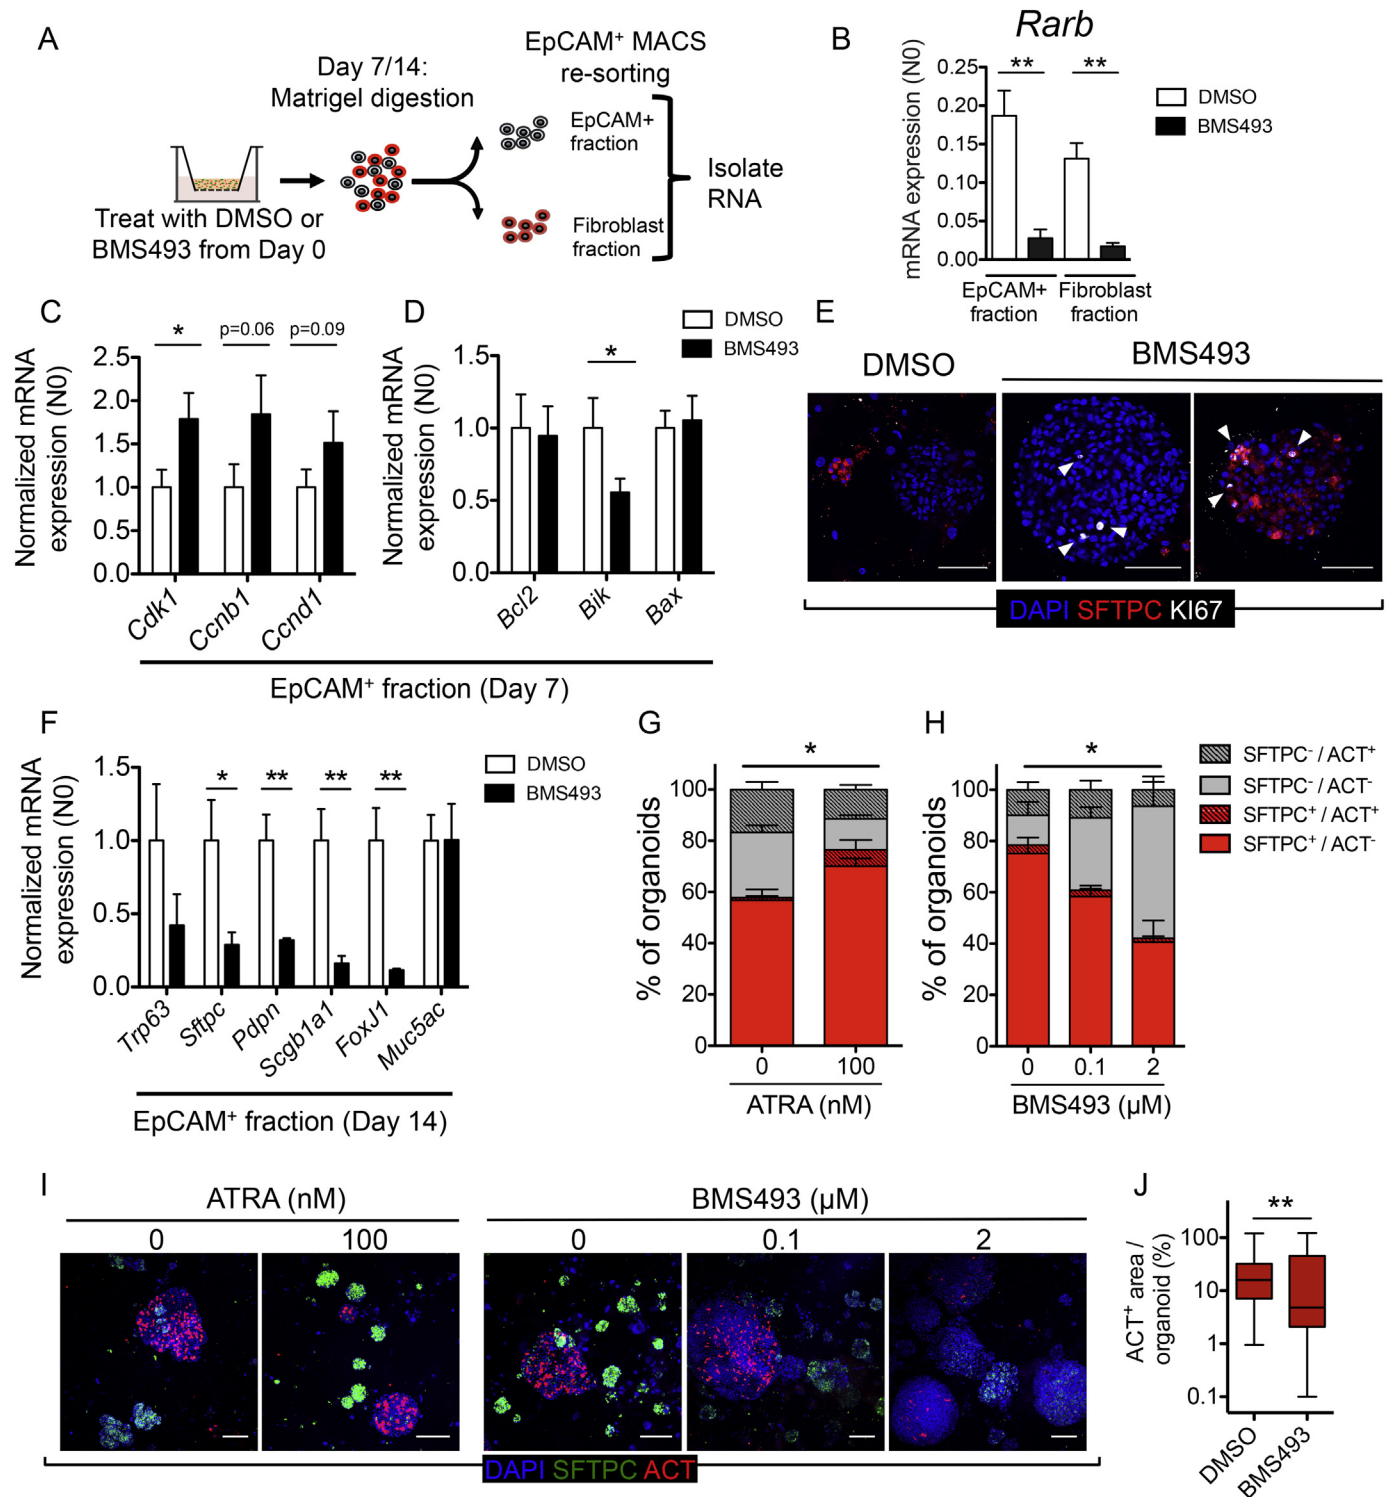 A
Day 7/14:
Matrigel digestion
EpCAM⁺ MACS
re-sorting
EpCAM+
fraction
Fibroblast
fraction
Isolate
RNA
Treat with DMSO or
BMS493 from Day 0
B
Rarb
mRNA expression (N0)
0.25
0.20
0.15
0.10
0.05
0.00
** **
EpCAM+
fraction
Fibroblast
fraction
DMSO
BMS493
C
Normalized mRNA
expression (N0)
2.5
2.0
1.5
1.0
0.5
0.0
* p=0.06 p=0.09
Cdk1 Ccnb1 Ccnd1
D
DMSO
BMS493
Normalized mRNA
expression (N0)
1.5
1.0
0.5
0.0
*
Bcl2 Bik Bax
EpCAM⁺ fraction (Day 7)
E
DMSO BMS493
DAPI SFTPC KI67
F
Normalized mRNA
expression (N0)
1.5
1.0
0.5
0.0
* ** ** **
DMSO
BMS493
Trp63 Sftpc Pdpn Scgb1a1 FoxJ1 Muc5ac
EpCAM⁺ fraction (Day 14)
G
% of organoids
100
80
60
40
20
0
*
0 100
ATRA (nM)
H
% of organoids
100
80
60
40
20
0
*
0 0.1 2
BMS493 (µM)
SFTPC⁻ / ACT⁺
SFTPC⁻ / ACT⁻
SFTPC⁺ / ACT⁺
SFTPC⁺ / ACT⁻
I
ATRA (nM) BMS493 (µM)
0 100 0 0.1 2
DAPI SFTPC ACT
J
ACT⁺ area /
organoid (%)
100
10
1
0.1
**
DMSO BMS493